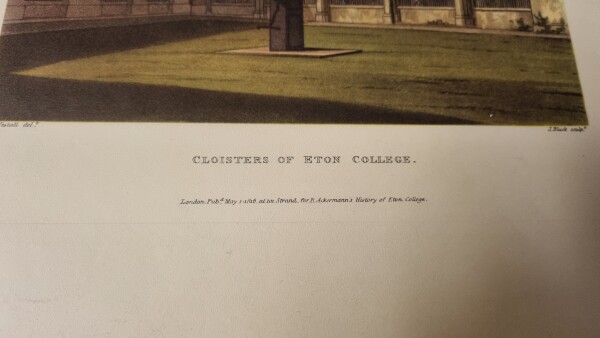 del.t
J. Bluck sculp.t
CLOISTERS OF ETON COLLEGE.
London Pub.d May 1-1816, at 101 Strand, for R. Ackermann's History of Eton College.